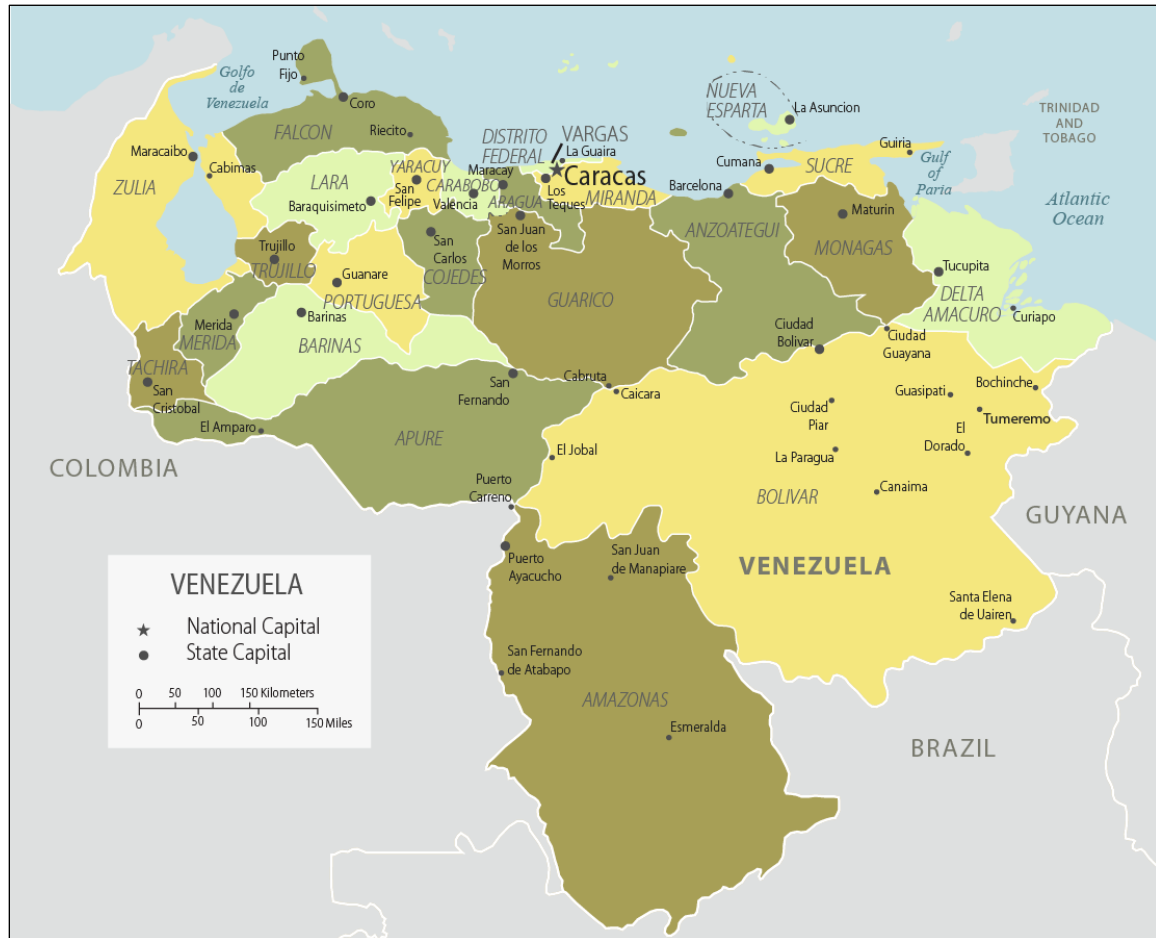 Punto
Fijo
Golfo
de
Venezuela
Coro
FALCON
Riecito
NUEVA
ESPARTA
La Asuncion
TRINIDAD
AND
TOBAGO
DISTRITO
FEDERAL
VARGAS
La Guaira
Caracas
Maracaibo
Cabimas
ZULIA
LARA
Baraquisimeto
YARACUY
San
Felipe
CARABOBO
Valencia
Maracay
ARAGUA
Los
Teques
MIRANDA
Cumana
SUCRE
Guiria
Gulf
of
Paria
Atlantic
Ocean
Barcelona
ANZOATEGUI
Maturin
MONAGAS
Trujillo
TRUJILLO
Guanare
PORTUGUESA
San
Carlos
COJEDES
San Juan
de los
Morros
GUARICO
Tucupita
DELTA
AMACURO
Curiapo
Merida
MERIDA
Barinas
BARINAS
Ciudad
Bolivar
Ciudad
Guayana
TACHIRA
San
Cristobal
San
Fernando
Cabruta
Caicara
Ciudad
Piar
Guasipati
Bochinche
Tumeremo
El Amparo
APURE
El Jobal
La Paragua
El
Dorado
COLOMBIA
Puerto
Carreno
BOLIVAR
Canaima
GUYANA
Puerto
Ayacucho
San Juan
de Manapiare
VENEZUELA
Santa Elena
de Uairen
San Fernando
de Atabapo
AMAZONAS
Esmeralda
BRAZIL
VENEZUELA
National Capital
State Capital
0 50 100 150 Kilometers
0 50 100 150 Miles